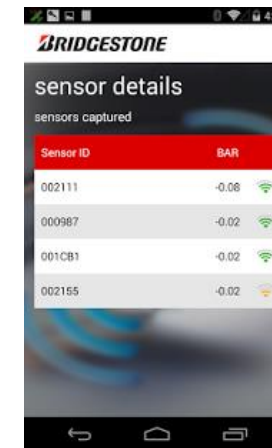 BRIDGESTONE
sensor details
sensors captured
Sensor ID BAR
002111 -0.08
000987 -0.02
001CB1 -0.02
002155 -0.02